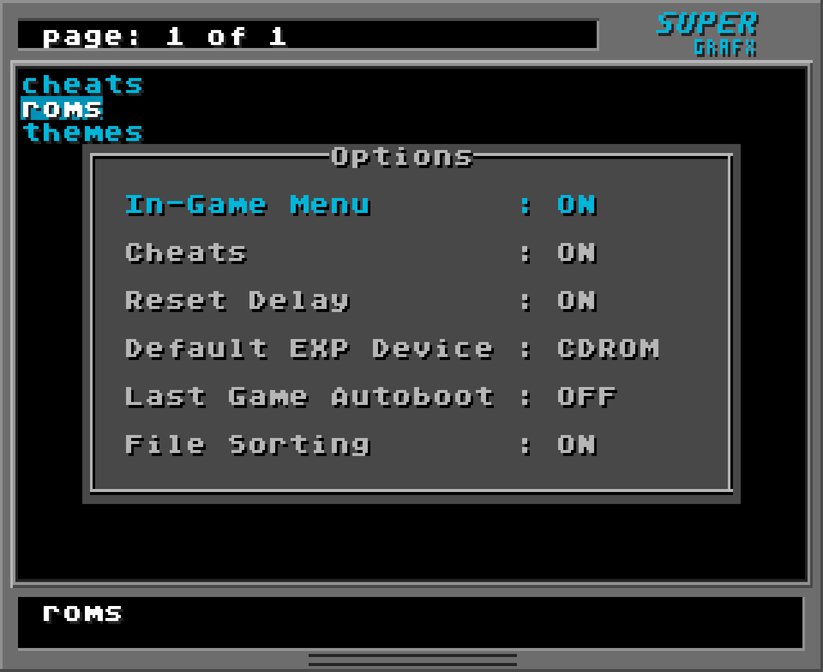 page: 1 of 1
SUPER
GRAFX
cheats
roms
themes
Options
In-Game Menu : ON
Cheats : ON
Reset Delay : ON
Default EXP Device : CDROM
Last Game Autoboot : OFF
File Sorting : ON
roms